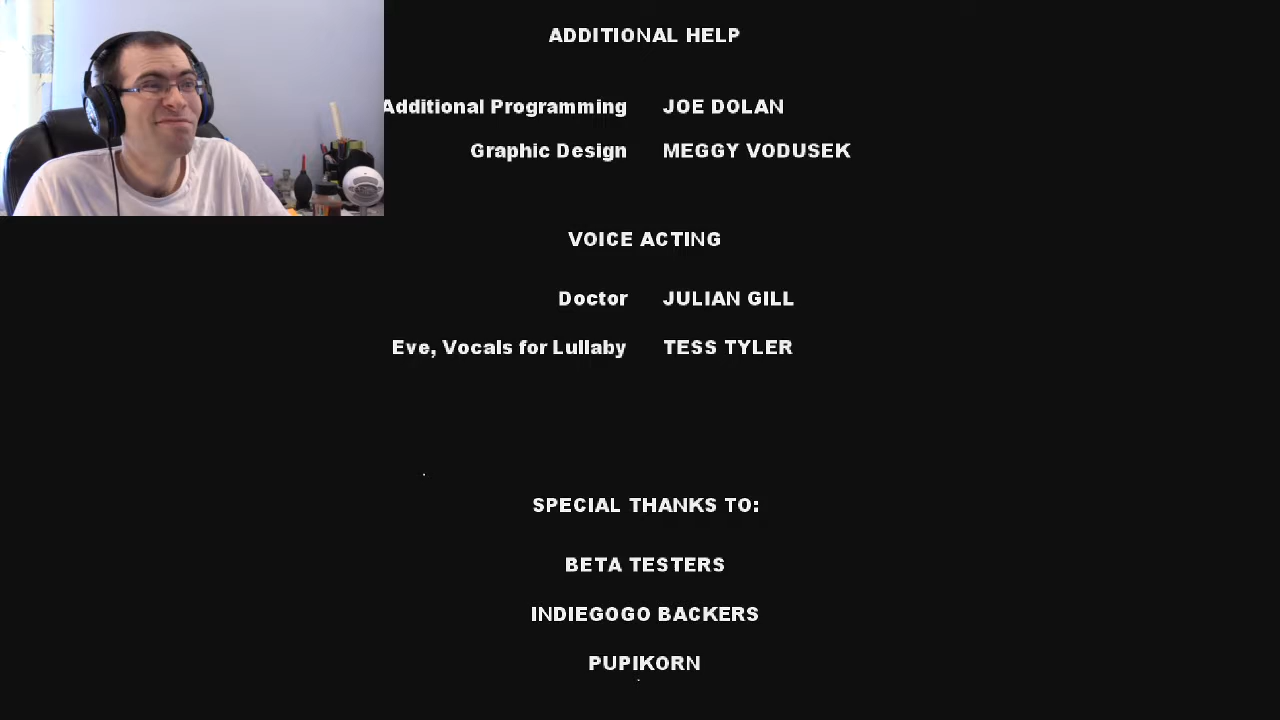 ADDITIONAL HELP
Additional Programming JOE DOLAN
Graphic Design MEGGY VODUSEK
VOICE ACTING
Doctor JULIAN GILL
Eve, Vocals for Lullaby TESS TYLER
SPECIAL THANKS TO:
BETA TESTERS
INDIEGOGO BACKERS
PUPIKORN